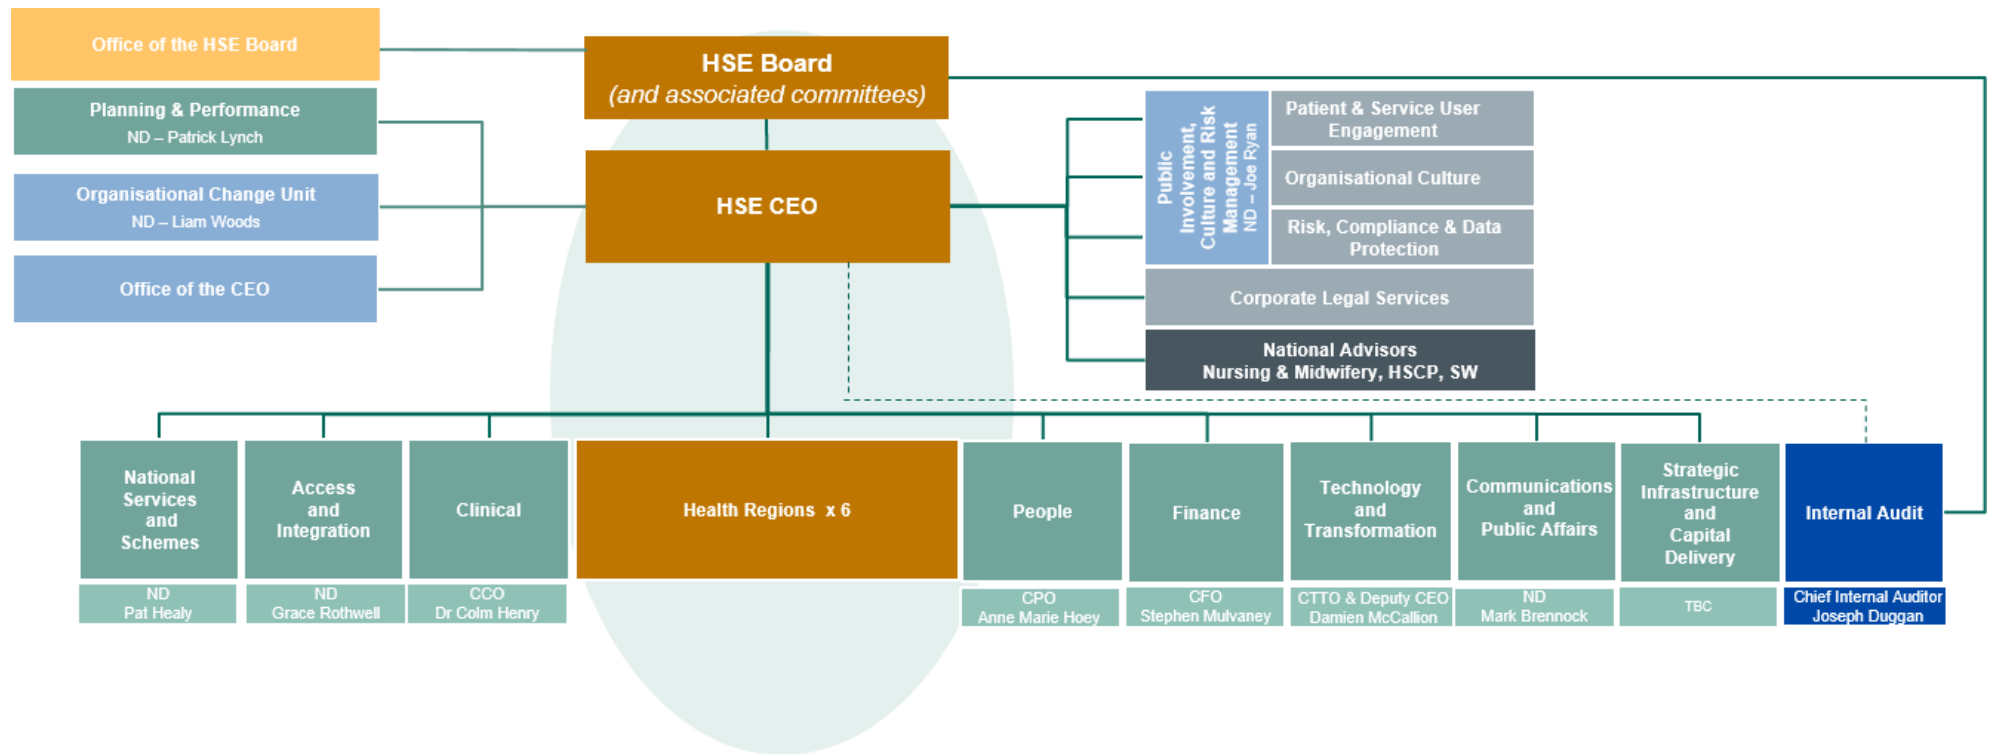 Office of the HSE Board
HSE Board
(and associated committees)
Planning & Performance
ND – Patrick Lynch
Organisational Change Unit
ND – Liam Woods
Office of the CEO
HSE CEO
Public
Involvement,
Culture and Risk
Management
ND – Joe Ryan
Patient & Service User
Engagement
Organisational Culture
Risk, Compliance & Data
Protection
Corporate Legal Services
National Advisors
Nursing & Midwifery, HSCP, SW
National
Services
and
Schemes
ND
Pat Healy
Access
and
Integration
ND
Grace Rothwell
Clinical
CCO
Dr Colm Henry
Health Regions x 6
People
CPO
Anne Marie Hoey
Finance
CFO
Stephen Mulvaney
Technology
and
Transformation
CTTO & Deputy CEO
Damien McCallion
Communications
and
Public Affairs
ND
Mark Brennock
Strategic
Infrastructure
and
Capital
Delivery
TBC
Internal Audit
Chief Internal Auditor
Joseph Duggan